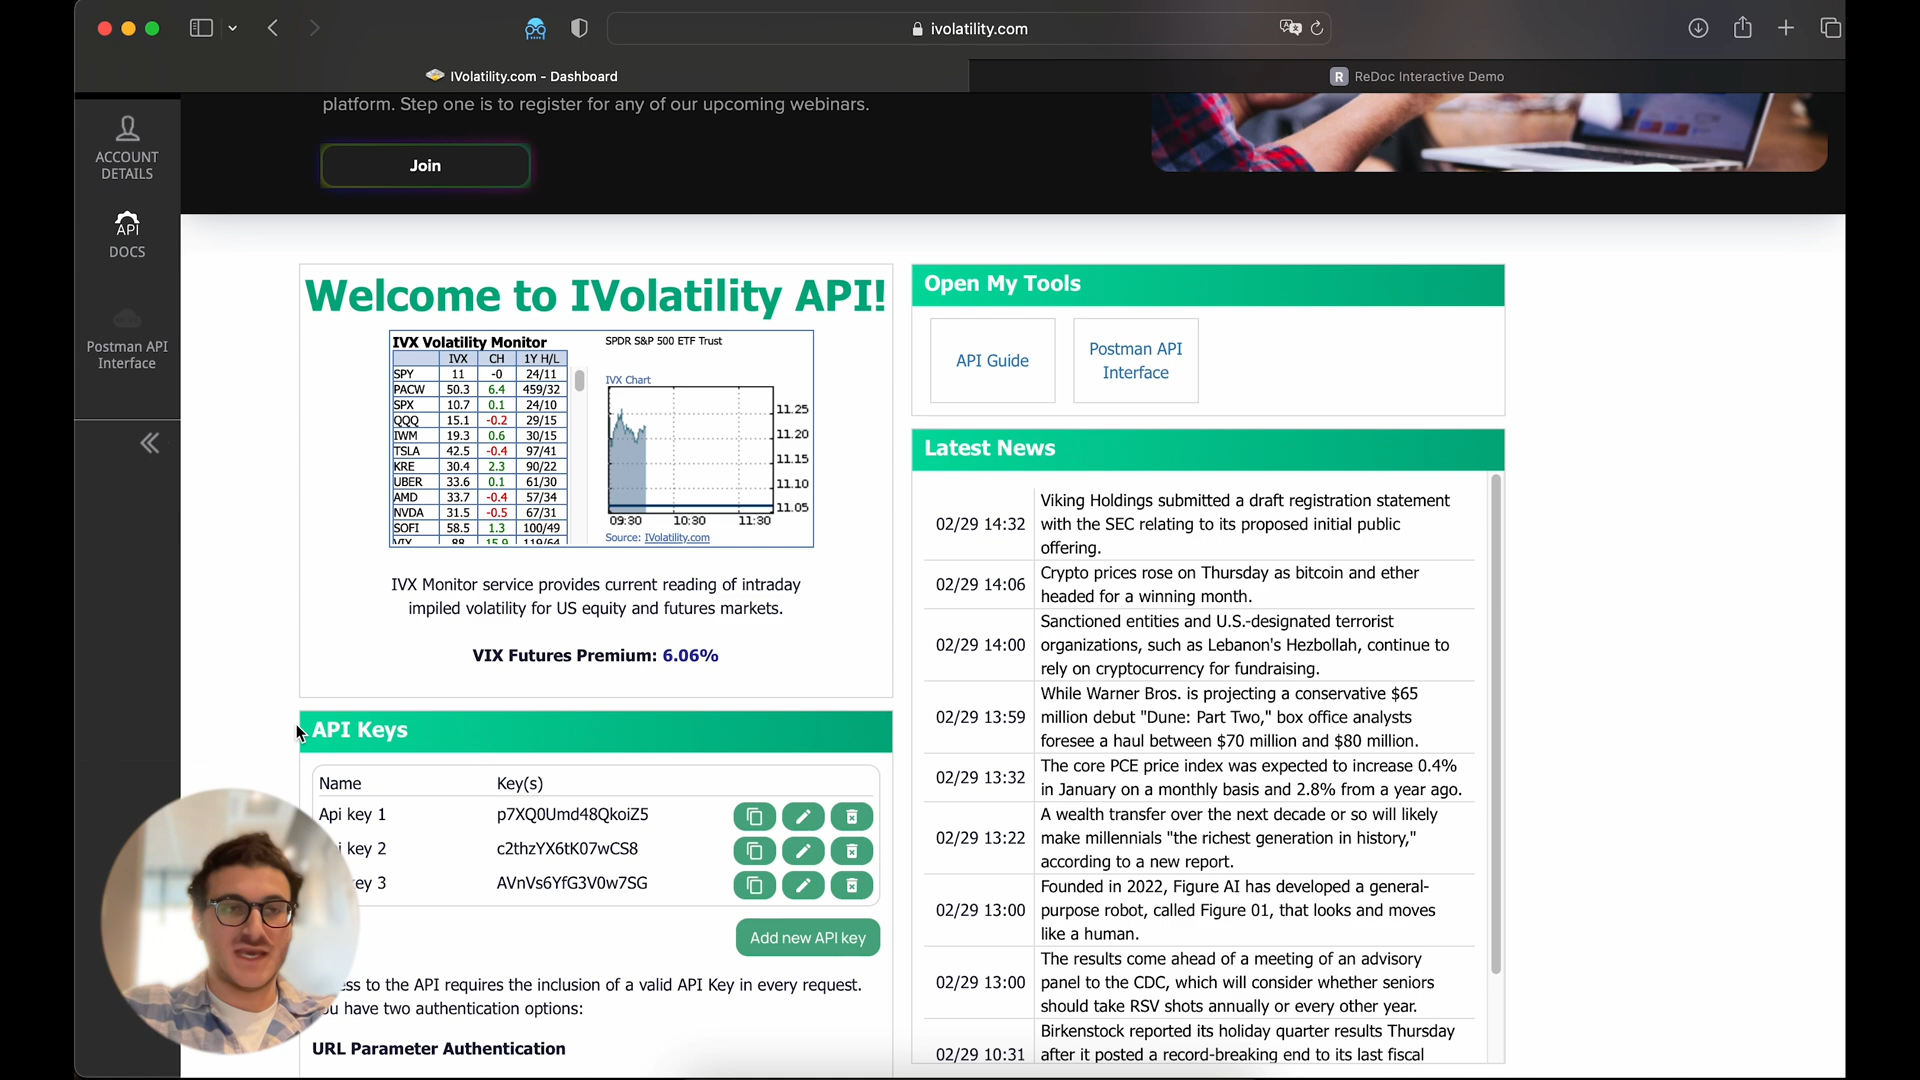 ivolatility.com
IVolatility.com - Dashboard
R ReDoc Interactive Demo
platform. Step one is to register for any of our upcoming webinars.
Join
ACCOUNT
DETAILS
API
DOCS
Postman API
Interface
Welcome to IVolatility API!
IVX Volatility Monitor
IVX CH 1Y H/L
SPY 11 -0 24/11
PACW 50.3 6.4 459/32
SPX 10.7 0.1 24/10
QQQ 15.1 -0.2 29/15
IWM 19.3 0.6 30/15
TSLA 42.5 -0.4 97/41
KRE 30.4 2.3 90/22
UBER 33.6 0.1 61/30
AMD 33.7 -0.4 57/34
NVDA 31.5 -0.5 67/31
SOFI 58.5 1.3 100/49
VIX 88 15.9 119/64
SPDR S&P 500 ETF Trust
IVX Chart
11.25
11.20
11.15
11.10
11.05
09:30 10:30 11:30
Source: IVolatility.com
IVX Monitor service provides current reading of intraday
impiled volatility for US equity and futures markets.
VIX Futures Premium: 6.06%
API Keys
Name Key(s)
Api key 1 p7XQ0Umd48QkoiZ5
i key 2 c2thzYX6tK07wCS8
ey 3 AVnVs6YfG3V0w7SG
Add new API key
ess to the API requires the inclusion of a valid API Key in every request.
ou have two authentication options:
URL Parameter Authentication
Open My Tools
API Guide
Postman API
Interface
Latest News
02/29 14:32
Viking Holdings submitted a draft registration statement
with the SEC relating to its proposed initial public
offering.
02/29 14:06
Crypto prices rose on Thursday as bitcoin and ether
headed for a winning month.
02/29 14:00
Sanctioned entities and U.S.-designated terrorist
organizations, such as Lebanon's Hezbollah, continue to
rely on cryptocurrency for fundraising.
02/29 13:59
While Warner Bros. is projecting a conservative $65
million debut "Dune: Part Two," box office analysts
foresee a haul between $70 million and $80 million.
02/29 13:32
The core PCE price index was expected to increase 0.4%
in January on a monthly basis and 2.8% from a year ago.
02/29 13:22
A wealth transfer over the next decade or so will likely
make millennials "the richest generation in history,"
according to a new report.
02/29 13:00
Founded in 2022, Figure AI has developed a general-
purpose robot, called Figure 01, that looks and moves
like a human.
02/29 13:00
The results come ahead of a meeting of an advisory
panel to the CDC, which will consider whether seniors
should take RSV shots annually or every other year.
02/29 10:31
Birkenstock reported its holiday quarter results Thursday
after it posted a record-breaking end to its last fiscal